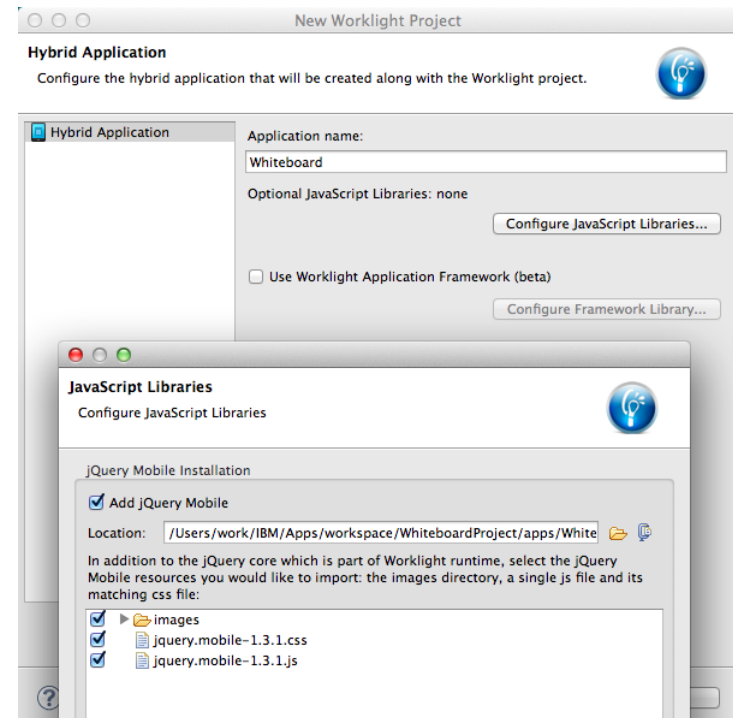 New Worklight Project
Hybrid Application
Configure the hybrid application that will be created along with the Worklight project.
Hybrid Application
Application name:
Whiteboard
Optional JavaScript Libraries: none
Configure JavaScript Libraries...
Use Worklight Application Framework (beta)
Configure Framework Library...
JavaScript Libraries
Configure JavaScript Libraries
jQuery Mobile Installation
Add jQuery Mobile
Location: /Users/work/IBM/Apps/workspace/WhiteboardProject/apps/White
In addition to the jQuery core which is part of Worklight runtime, select the jQuery
Mobile resources you would like to import: the images directory, a single js file and its
matching css file:
images
jquery.mobile-1.3.1.css
jquery.mobile-1.3.1.js
?